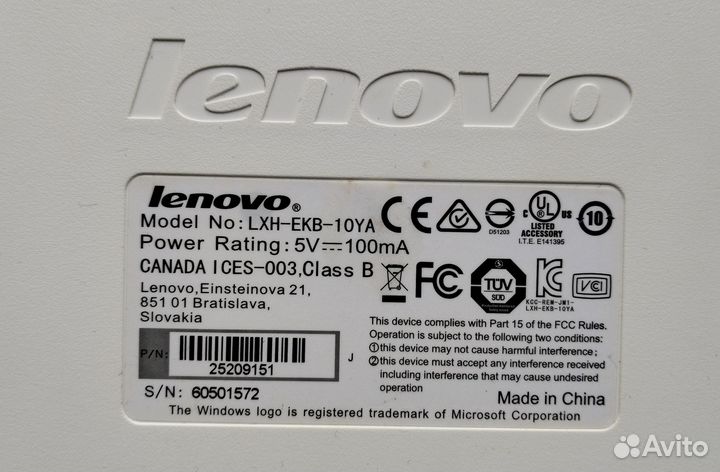 lenovo
lenovo®
Model No: LXH-EKB-10YA
Power Rating: 5V⎓100mA
CANADA ICES-003, Class B
Lenovo, Einsteinova 21,
851 01 Bratislava,
Slovakia
CE
D51203
C UL US
LISTED
ACCESSORY
I.T.E. E141395
10
FC
TÜV
SÜD
KCC-REM-JM1-
LXH-EKB-10YA
VCI
P/N:
25209151
J
S/N: 60501572
This device complies with Part 15 of the FCC Rules.
Operation is subject to the following two conditions:
①this device may not cause harmful interference;
②this device must accept any interference received
including interference that may cause undesired
operation
Made in China
The Windows logo is registered trademark of Microsoft Corporation
Avito